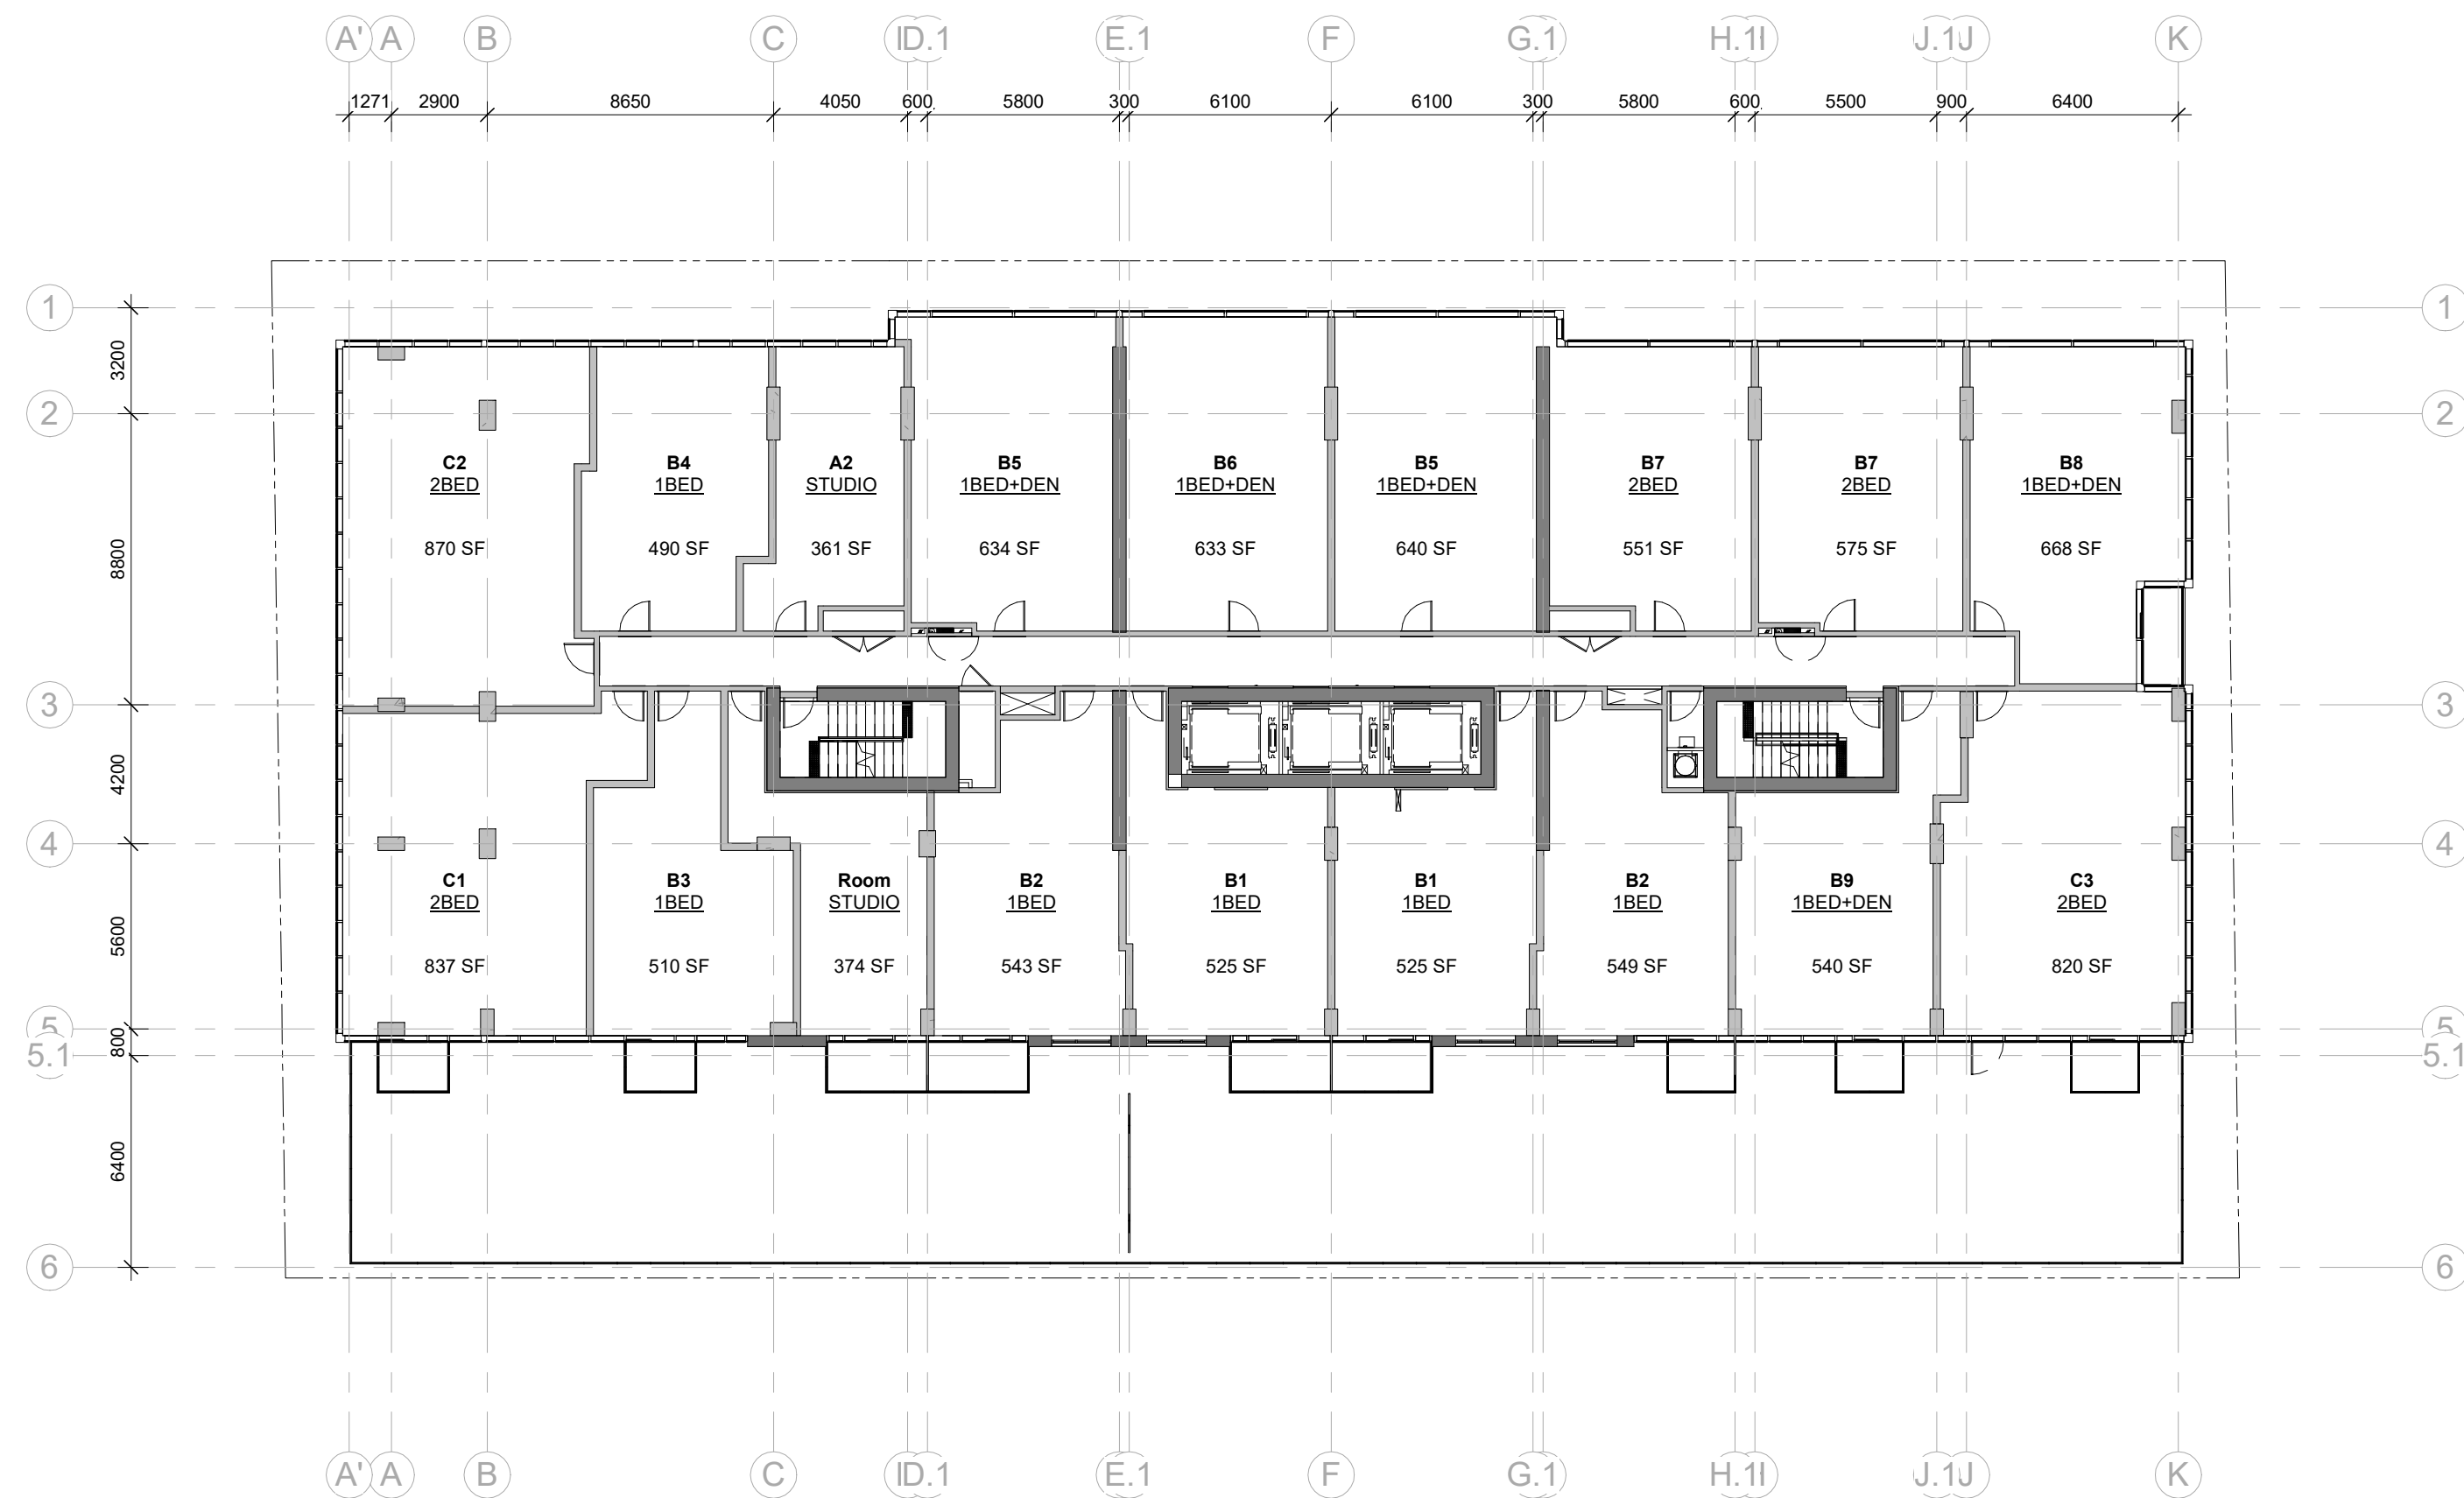 A' A B C D.1 E.1 F G.1 H.1 J.1 J K
1271 2900 8650 4050 600 5800 300 6100 6100 300 5800 600 5500 900 6400
1 1
3200
2 2
C2 B4 A2 B5 B6 B5 B7 B7 B8
2BED 1BED STUDIO 1BED+DEN 1BED+DEN 1BED+DEN 2BED 2BED 1BED+DEN
870 SF 490 SF 361 SF 634 SF 633 SF 640 SF 551 SF 575 SF 668 SF
8800
3 3
4200
4 4
C1 B3 Room B2 B1 B1 B2 B9 C3
2BED 1BED STUDIO 1BED 1BED 1BED 1BED 1BED+DEN 2BED
5600
837 SF 510 SF 374 SF 543 SF 525 SF 525 SF 549 SF 540 SF 820 SF
5 5
800
5.1 5.1
6400
6 6
A' A B C D.1 E.1 F G.1 H.1 J.1 J K